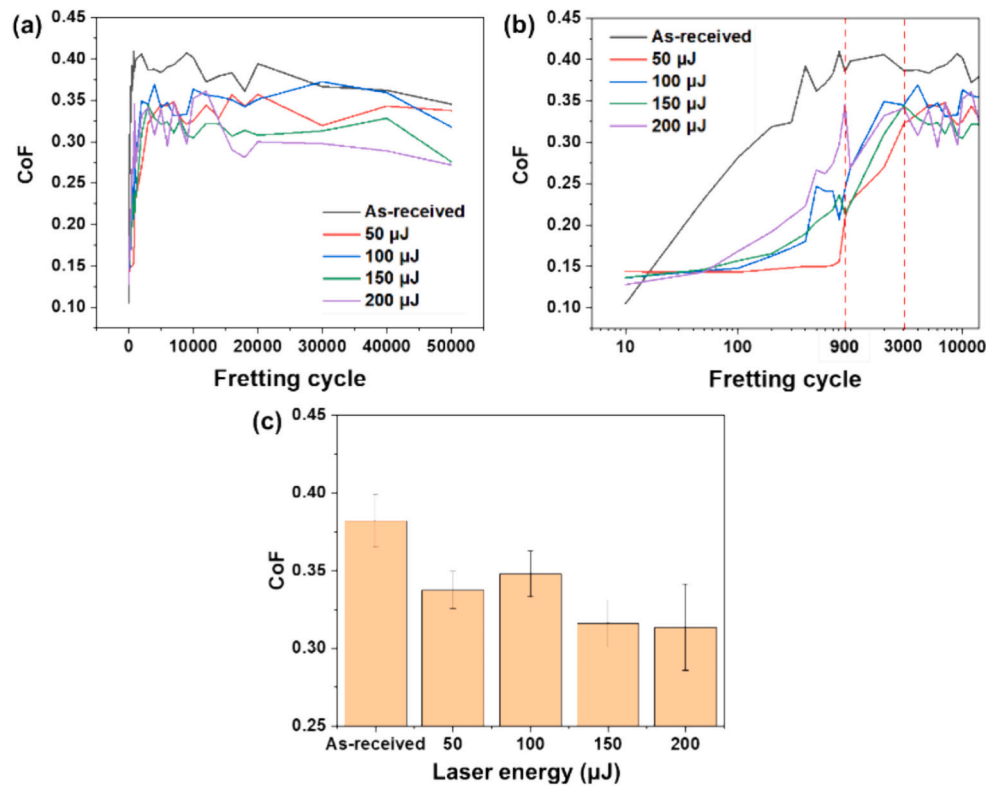 (a)
0.45
0.40
0.35
0.30
0.25
0.20
0.15
0.10
CoF
As-received
50 µJ
100 µJ
150 µJ
200 µJ
0 10000 20000 30000 40000 50000
Fretting cycle
(b)
0.45
0.40
0.35
0.30
0.25
0.20
0.15
0.10
CoF
As-received
50 µJ
100 µJ
150 µJ
200 µJ
10 100 900 3000 10000
Fretting cycle
(c)
0.45
0.40
0.35
0.30
0.25
CoF
As-received 50 100 150 200
Laser energy (µJ)